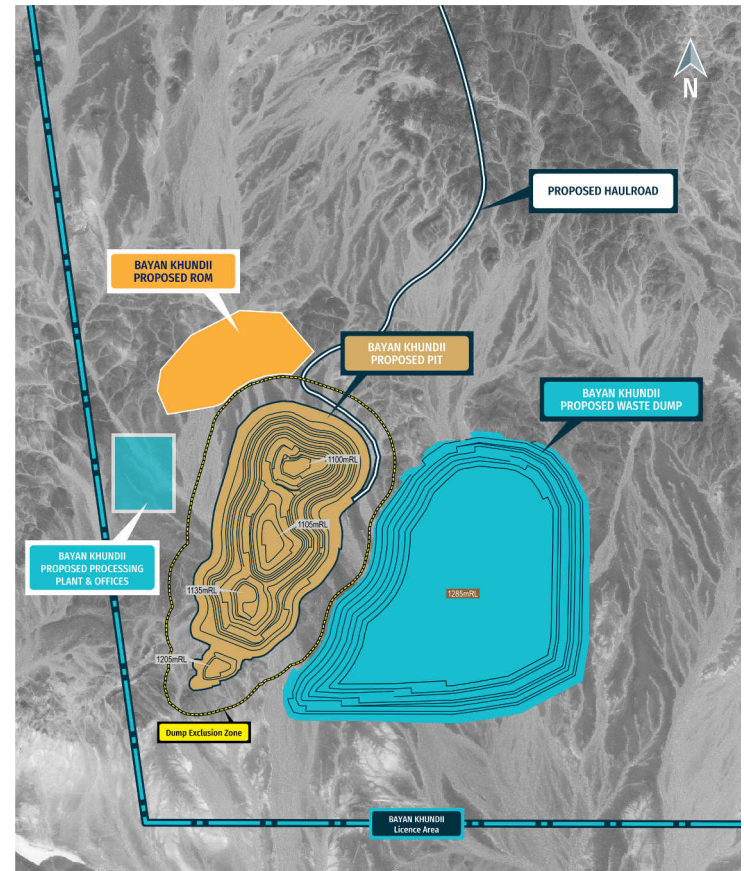 N
PROPOSED HAULROAD
BAYAN KHUNDII
PROPOSED ROM
BAYAN KHUNDII
PROPOSED PIT
BAYAN KHUNDII
PROPOSED WASTE DUMP
1100mRL
1105mRL
BAYAN KHUNDII
PROPOSED PROCESSING
PLANT & OFFICES
1135mRL
1285mRL
1205mRL
Dump Exclusion Zone
BAYAN KHUNDII
Licence Area